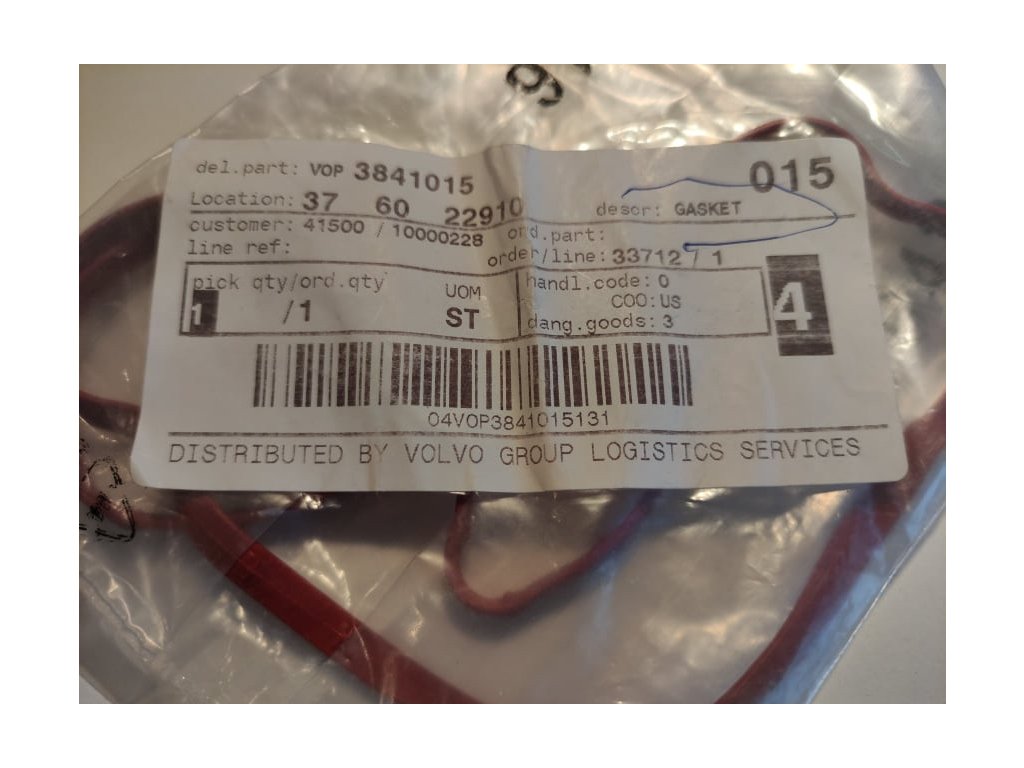 del.part: VOP 3841015 015
Location: 37 60 22910 descr: GASKET
customer: 41500 / 10000228 ord.part:
line ref: order/line: 33712 / 1
pick qty/ord.qty UOM handl.code: 0
COO: US
1 /1 ST dang.goods: 3 4
04VOP3841015131
DISTRIBUTED BY VOLVO GROUP LOGISTICS SERVICES